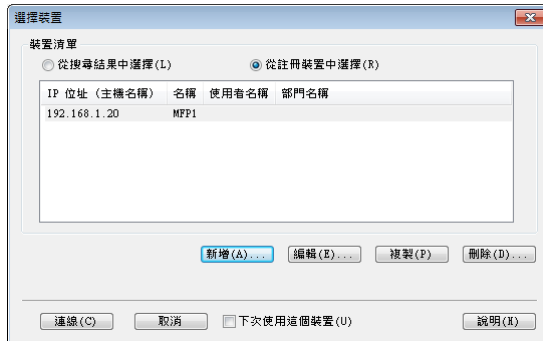 選擇裝置
裝置清單
從搜尋結果中選擇(L) 從註冊裝置中選擇(R)
IP 位址 (主機名稱) 名稱 使用者名稱 部門名稱
192.168.1.20 MFP1
新增(A)... 編輯(E)... 複製(P) 刪除(D)...
連線(C) 取消 下次使用這個裝置(U) 說明(H)